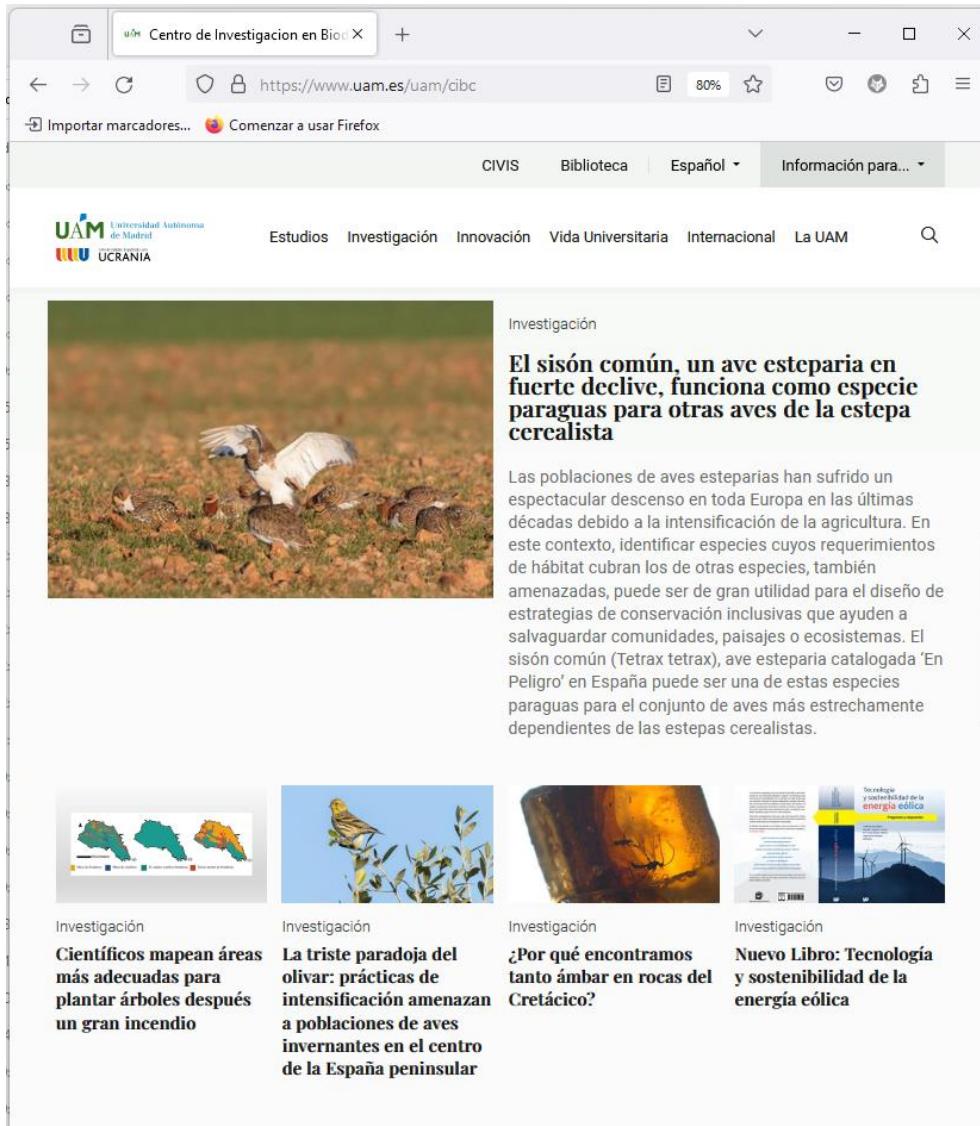 UAM Centro de Investigacion en Biod
https://www.uam.es/uam/cibc
80%
Importar marcadores...
Comenzar a usar Firefox
CIVIS Biblioteca Español Información para...
UAM Universidad Autónoma
de Madrid
UCRANIA
Estudios Investigación Innovación Vida Universitaria Internacional La UAM
Investigación
El sisón común, un ave esteparia en
fuerte declive, funciona como especie
paraguas para otras aves de la estepa
cerealista
Las poblaciones de aves esteparias han sufrido un
espectacular descenso en toda Europa en las últimas
décadas debido a la intensificación de la agricultura. En
este contexto, identificar especies cuyos requerimientos
de hábitat cubran los de otras especies, también
amenazadas, puede ser de gran utilidad para el diseño de
estrategias de conservación inclusivas que ayuden a
salvaguardar comunidades, paisajes o ecosistemas. El
sisón común (Tetrax tetrax), ave esteparia catalogada ‘En
Peligro’ en España puede ser una de estas especies
paraguas para el conjunto de aves más estrechamente
dependientes de las estepas cerealistas.
Tecnología
y sostenibilidad de la
energía eólica
Investigación
Científicos mapean áreas
más adecuadas para
plantar árboles después
un gran incendio
Investigación
La triste paradoja del
olivar: prácticas de
intensificación amenazan
a poblaciones de aves
invernantes en el centro
de la España peninsular
Investigación
¿Por qué encontramos
tanto ámbar en rocas del
Cretácico?
Investigación
Nuevo Libro: Tecnología
y sostenibilidad de la
energía eólica